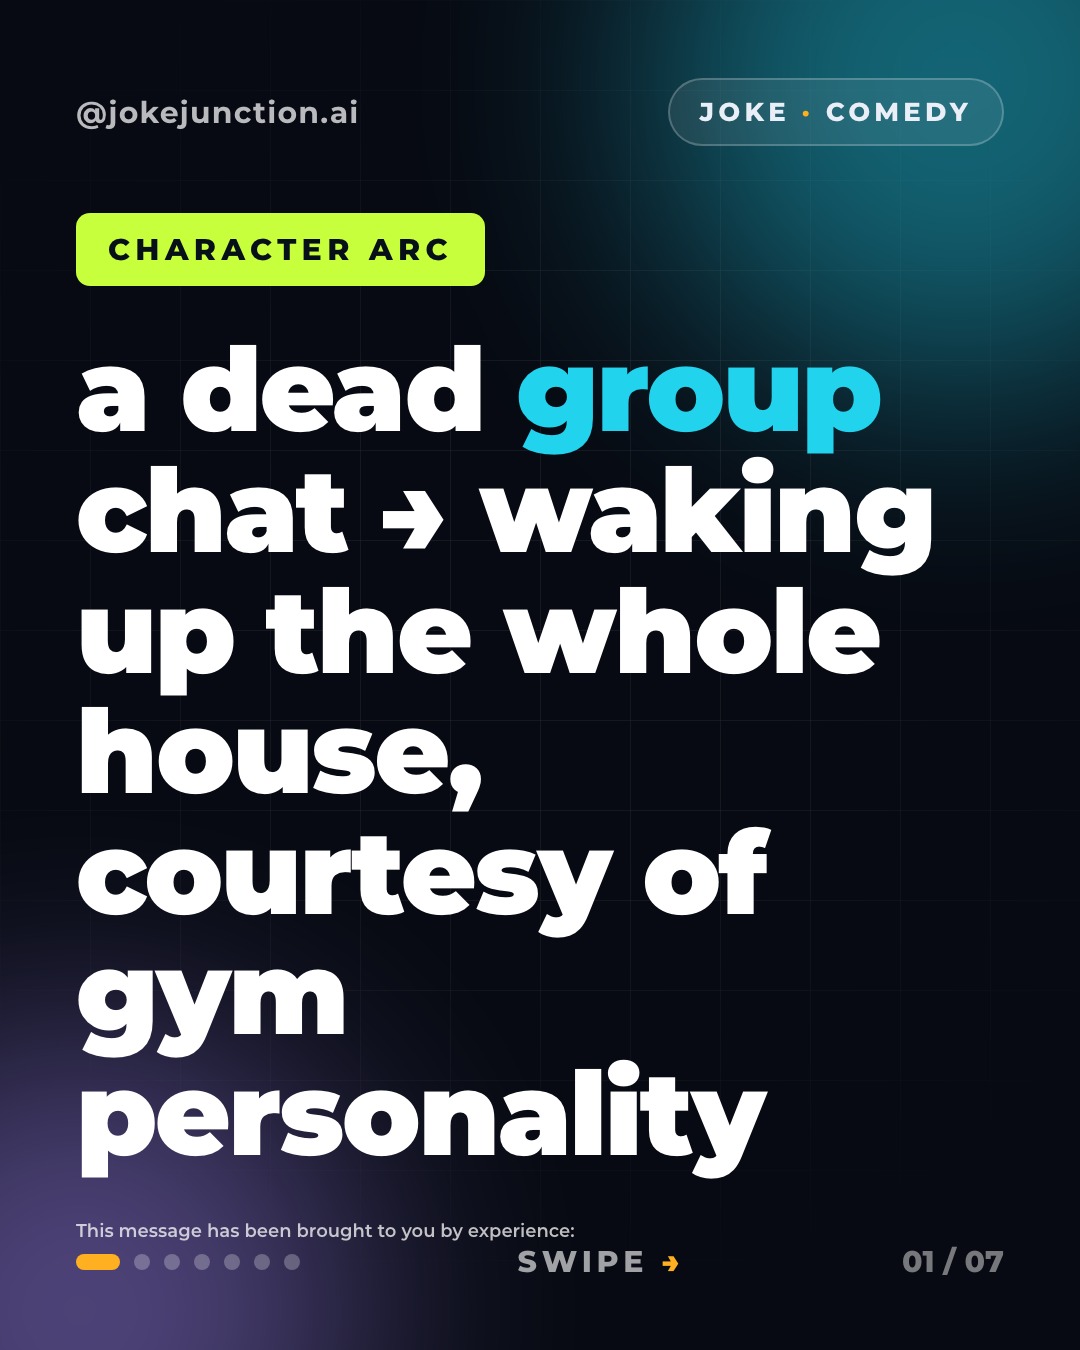 @jokejunction.ai
JOKE • COMEDY
CHARACTER ARC
a dead group
chat → waking
up the whole
house,
courtesy of
gym
personality
This message has been brought to you by experience:
SWIPE →
01 / 07